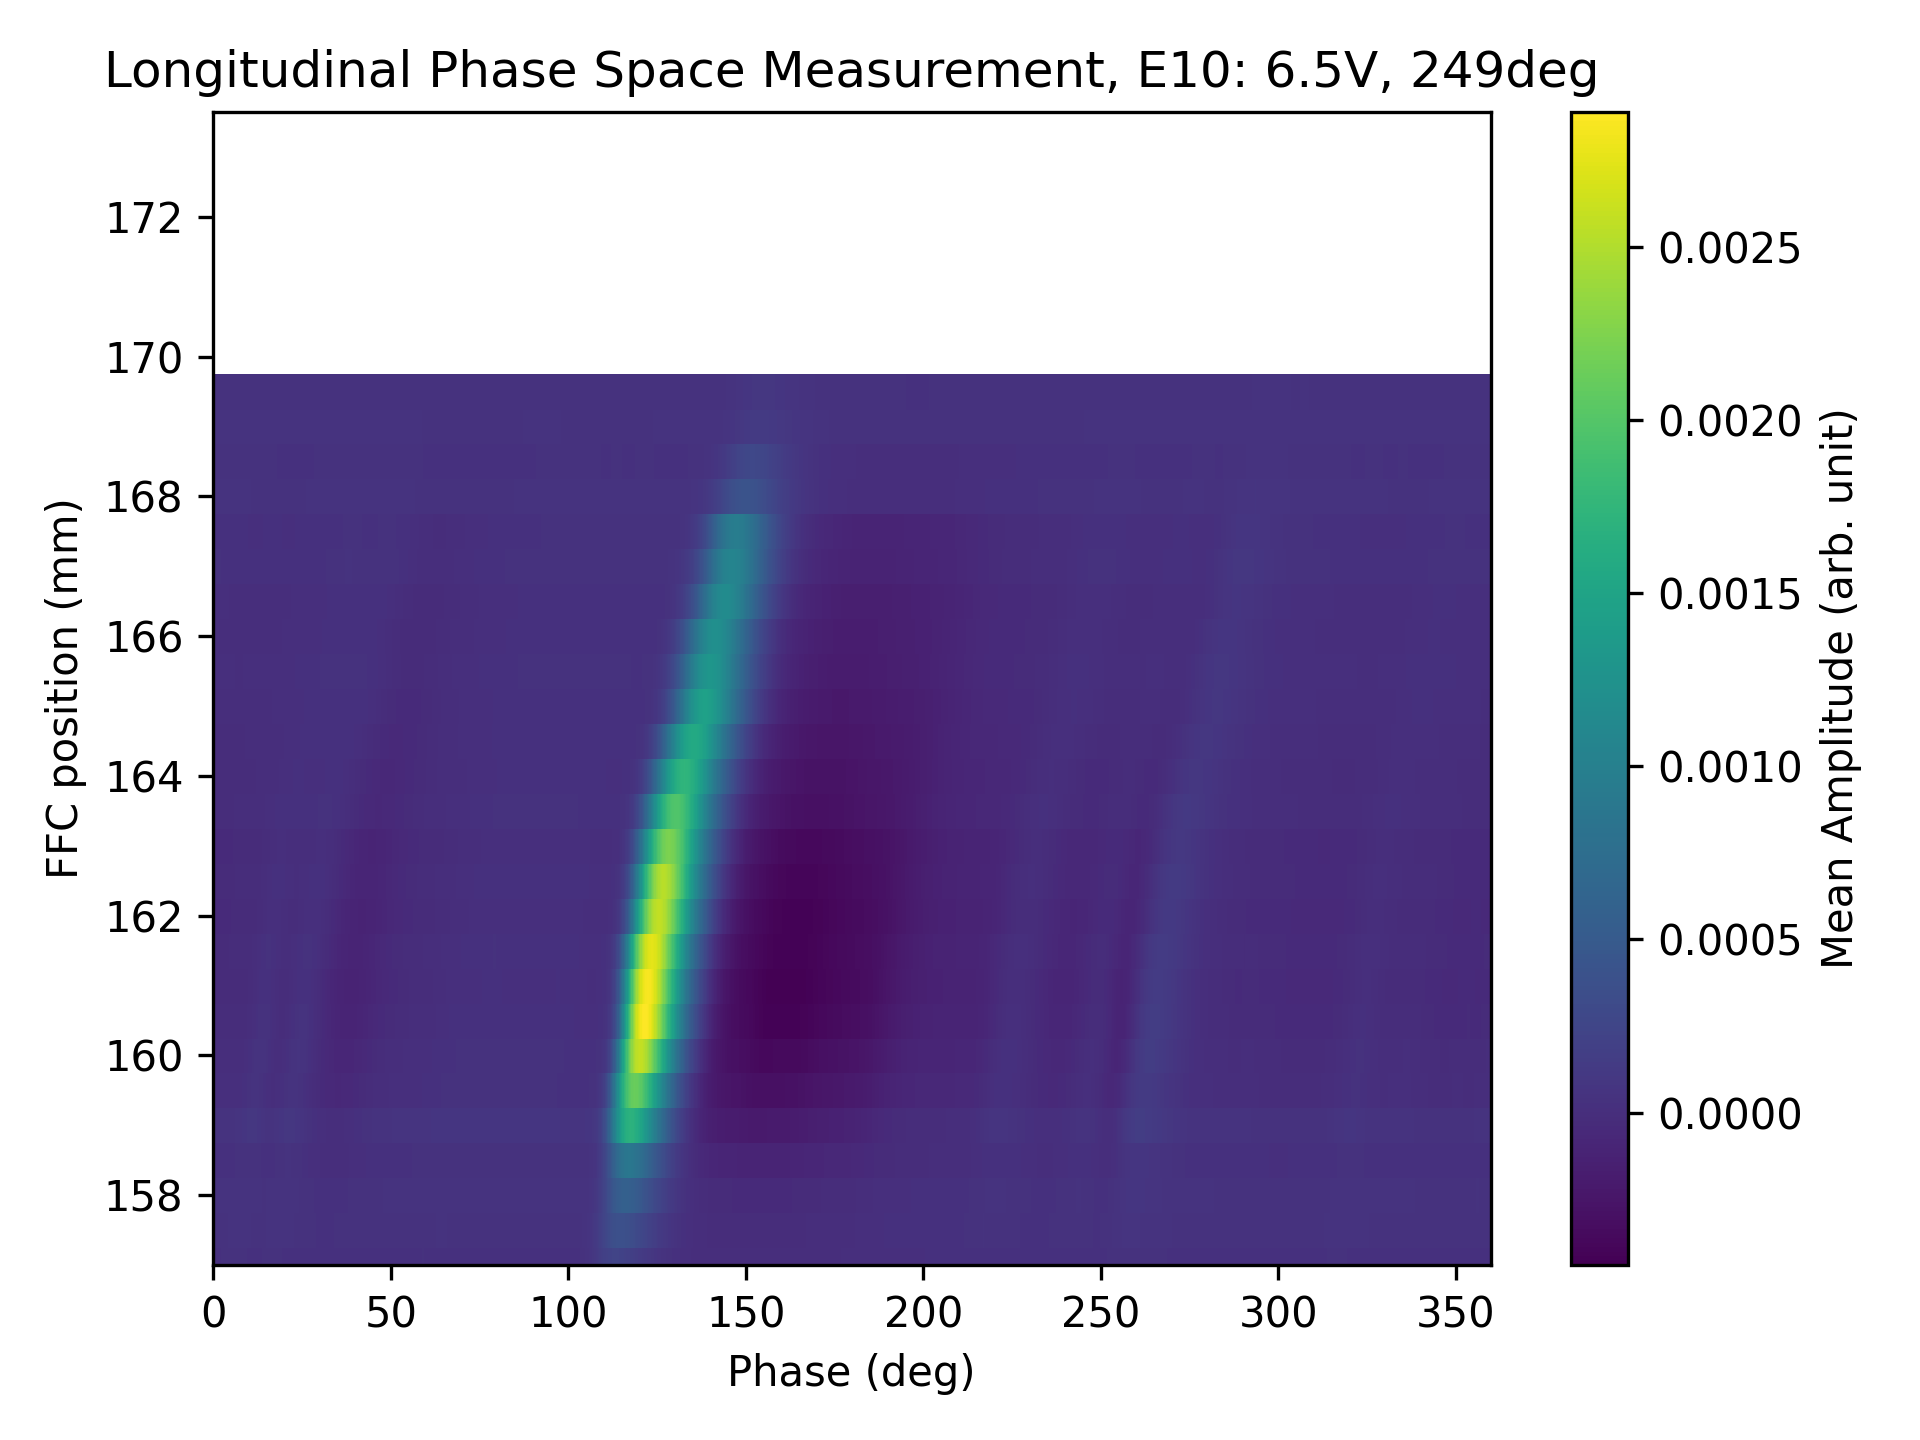 Longitudinal Phase Space Measurement, E10: 6.5V, 249deg
FFC position (mm)
172
170
168
166
164
162
160
158
0 50 100 150 200 250 300 350
Phase (deg)
0.0025
0.0020
0.0015
0.0010
0.0005
0.0000
Mean Amplitude (arb. unit)